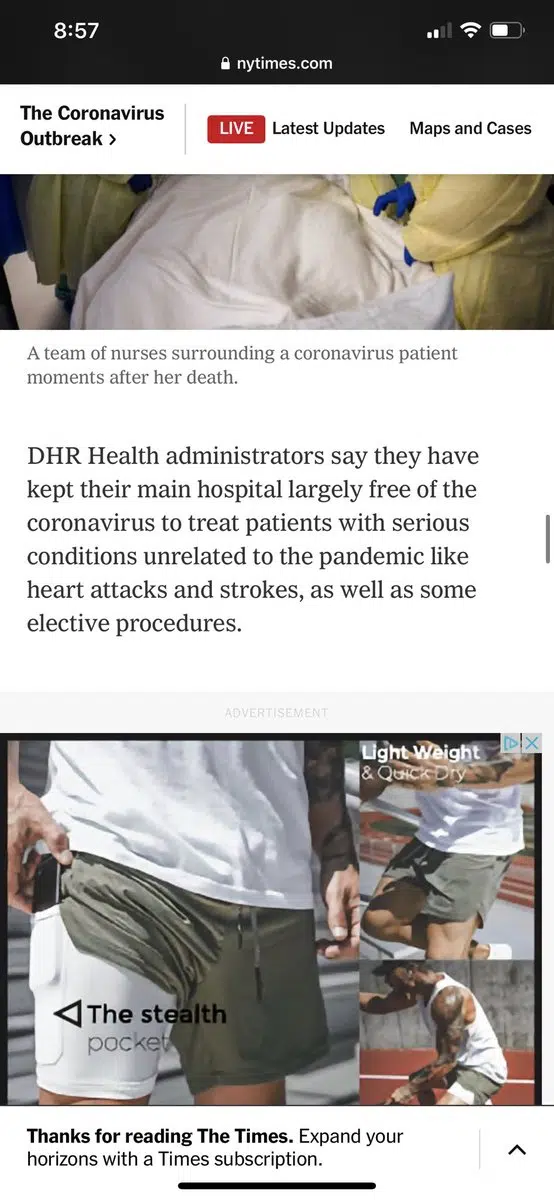 8:57
nytimes.com
The Coronavirus
Outbreak >
LIVE Latest Updates Maps and Cases
A team of nurses surrounding a coronavirus patient
moments after her death.
DHR Health administrators say they have
kept their main hospital largely free of the
coronavirus to treat patients with serious
conditions unrelated to the pandemic like
heart attacks and strokes, as well as some
elective procedures.
ADVERTISEMENT
Light Weight
& Quick Dry
The stealth
pocket
Thanks for reading The Times. Expand your
horizons with a Times subscription.